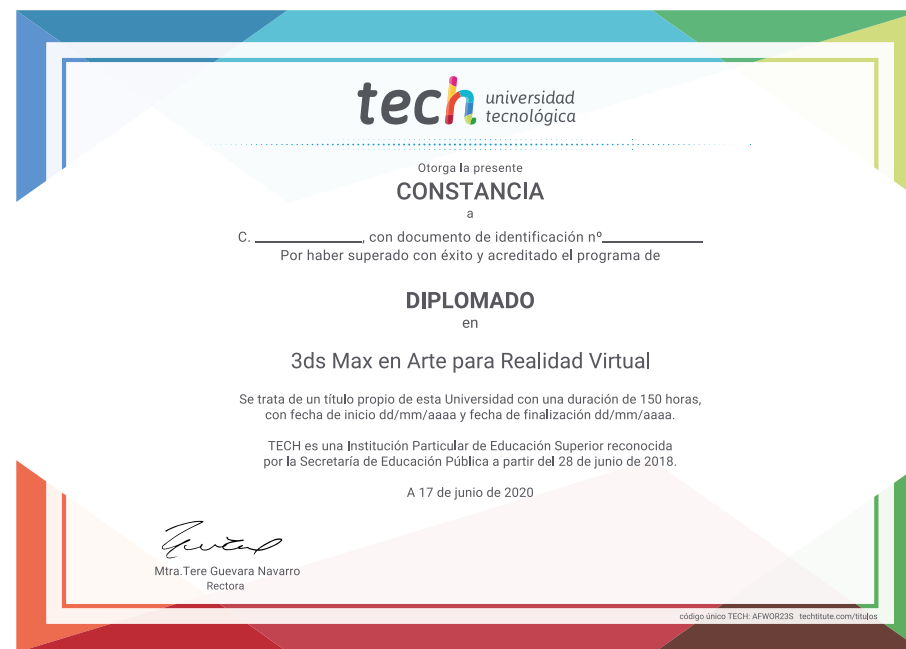 tech universidad
tecnológica
Otorga la presente
CONSTANCIA
a
C. ____________, con documento de identificación nº____________
Por haber superado con éxito y acreditado el programa de
DIPLOMADO
en
3ds Max en Arte para Realidad Virtual
Se trata de un título propio de esta Universidad con una duración de 150 horas,
con fecha de inicio dd/mm/aaaa y fecha de finalización dd/mm/aaaa.
TECH es una Institución Particular de Educación Superior reconocida
por la Secretaría de Educación Pública a partir del 28 de junio de 2018.
A 17 de junio de 2020
Mtra.Tere Guevara Navarro
Rectora
código único TECH: AFWOR23S techtitute.com/titulos